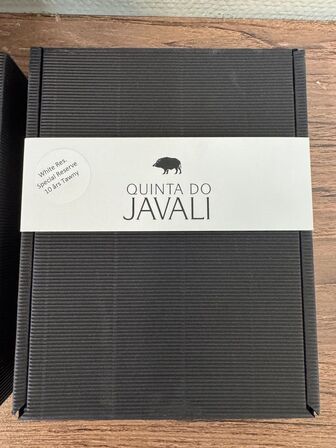 White Res.
Special Reserve
10 års Tawny
QUINTA DO
JAVALI